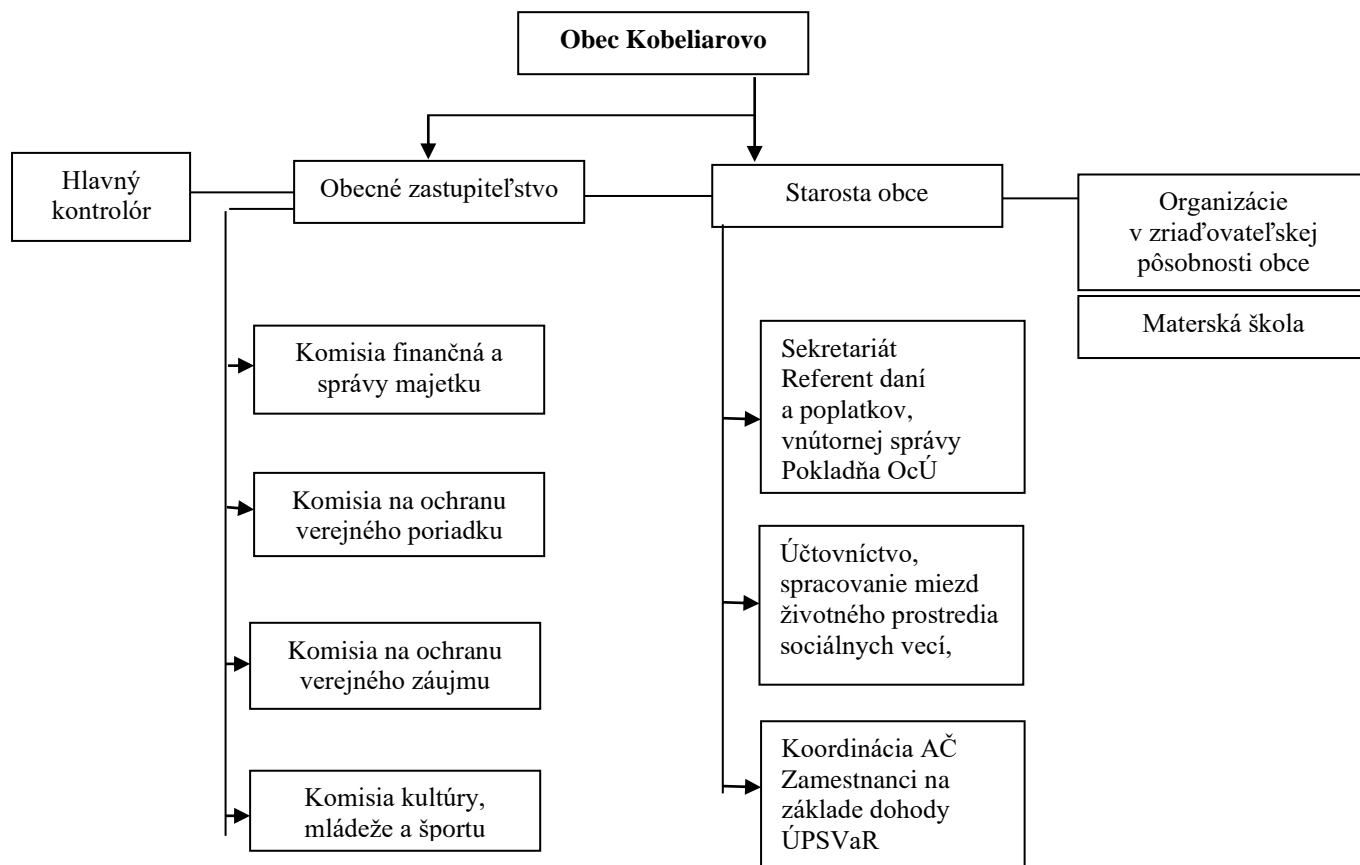 Obec Kobeliarovo
Hlavný
kontrolór
Obecné zastupiteľstvo
Starosta obce
Organizácie
v zriaďovateľskej
pôsobnosti obce
Materská škola
Komisia finančná a
správy majetku
Komisia na ochranu
verejného poriadku
Komisia na ochranu
verejného záujmu
Komisia kultúry,
mládeže a športu
Sekretariát
Referent daní
a poplatkov,
vnútornej správy
Pokladňa OcÚ
Účtovníctvo,
spracovanie miezd
životného prostredia
sociálnych vecí,
Koordinácia AČ
Zamestnanci na
základe dohody
ÚPSVaR